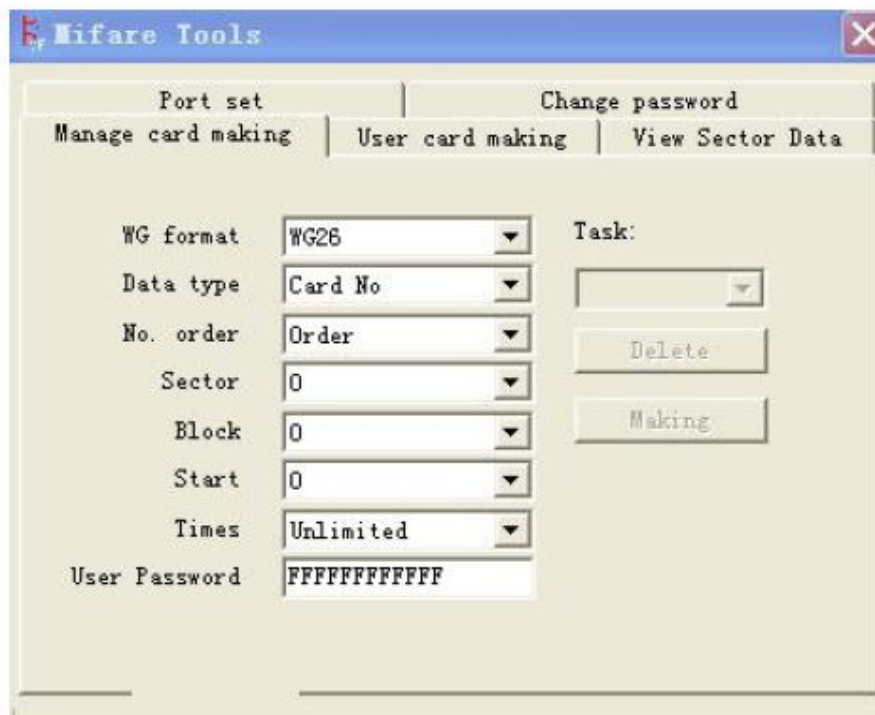 Mifare Tools
Port set
Change password
Manage card making
User card making
View Sector Data
WG format WG26
Task:
Data type Card No
No. order Order
Delete
Sector 0
Block 0
Making
Start 0
Times Unlimited
User Password FFFFFFFFFFFF